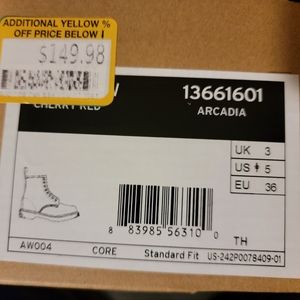 ADDITIONAL YELLOW %
OFF PRICE BELOW !
$149.98
13661601
CHERRY RED ARCADIA
UK 3
US 5
EU 36
8 83985 56310 0
TH
AW004 CORE Standard Fit US-242P0078409-01